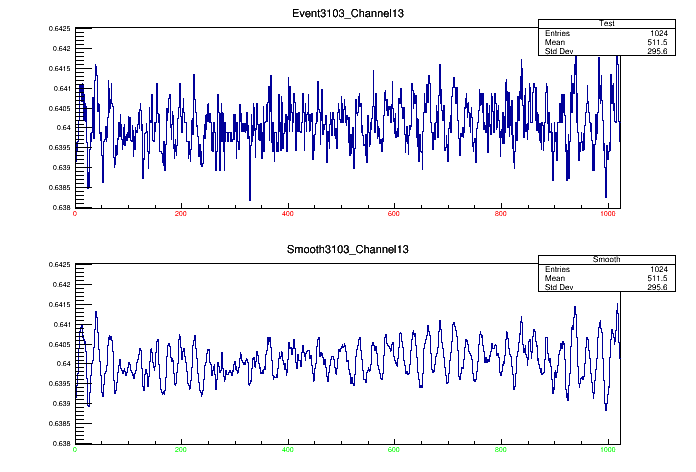 Event3103_Channel13
Test
Entries 1024
Mean 511.5
Std Dev 295.6
0.6425
0.642
0.6415
0.641
0.6405
0.64
0.6395
0.639
0.6385
0.638
0 200 400 600 800 1000
Smooth3103_Channel13
Smooth
Entries 1024
Mean 511.5
Std Dev 295.6
0.6425
0.642
0.6415
0.641
0.6405
0.64
0.6395
0.639
0.6385
0.638
0 200 400 600 800 1000